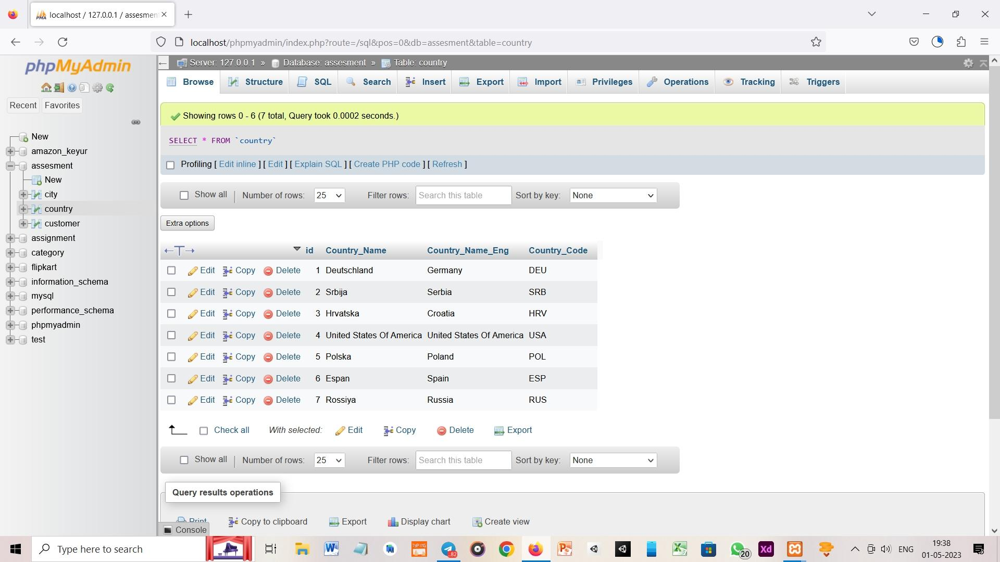 localhost / 127.0.0.1 / assesmen
localhost/phpmyadmin/index.php?route=/sql&pos=0&db=assesment&table=country
phpMyAdmin
Recent Favorites
New
amazon_keyur
assesment
New
city
country
customer
assignment
category
flipkart
information_schema
mysql
performance_schema
phpmyadmin
test
Server: 127.0.0.1 » Database: assesment » Table: country
Browse Structure SQL Search Insert Export Import Privileges Operations Tracking Triggers
Showing rows 0 - 6 (7 total, Query took 0.0002 seconds.)
SELECT * FROM `country`
Profiling [ Edit inline ] [ Edit ] [ Explain SQL ] [ Create PHP code ] [ Refresh ]
Show all | Number of rows: 25 Filter rows: Search this table Sort by key: None
Extra options
←T→ id Country_Name Country_Name_Eng Country_Code
Edit Copy Delete 1 Deutschland Germany DEU
Edit Copy Delete 2 Srbija Serbia SRB
Edit Copy Delete 3 Hrvatska Croatia HRV
Edit Copy Delete 4 United States Of America United States Of America USA
Edit Copy Delete 5 Polska Poland POL
Edit Copy Delete 6 Espan Spain ESP
Edit Copy Delete 7 Rossiya Russia RUS
Check all With selected: Edit Copy Delete Export
Show all | Number of rows: 25 Filter rows: Search this table Sort by key: None
Query results operations
Print Copy to clipboard Export Display chart Create view
Console
Type here to search
82
20
Xd
ENG
19:38
01-05-2023